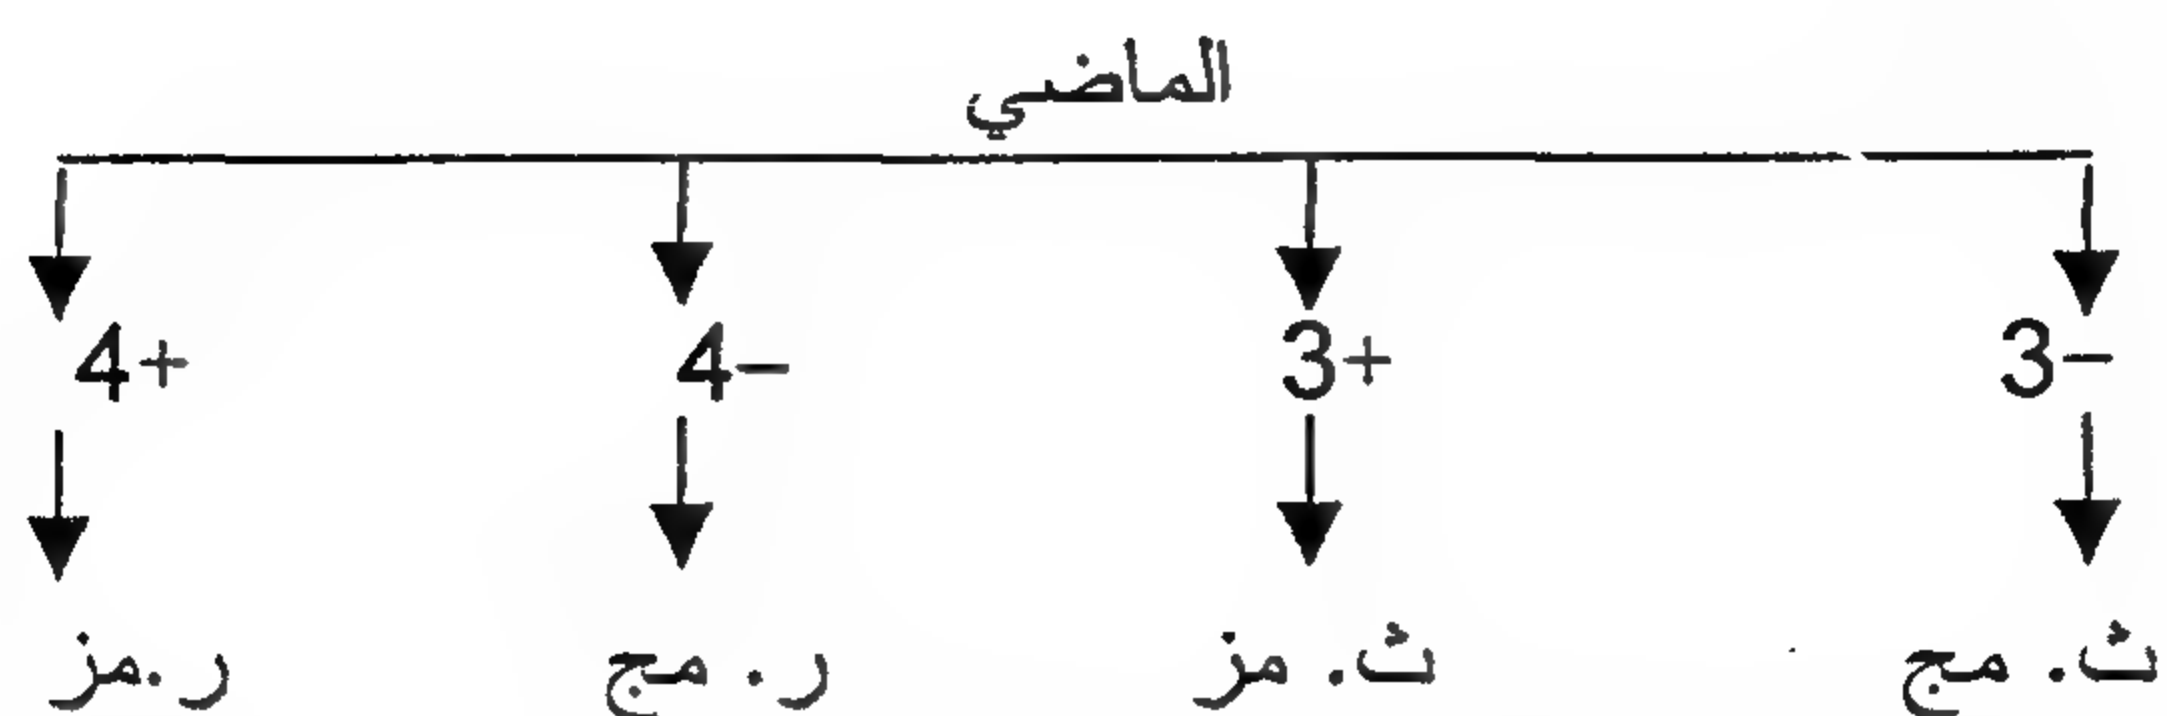 الماضي
3− 3+ 4− 4+
ث. مج ث. مز ر. مج ر.مز